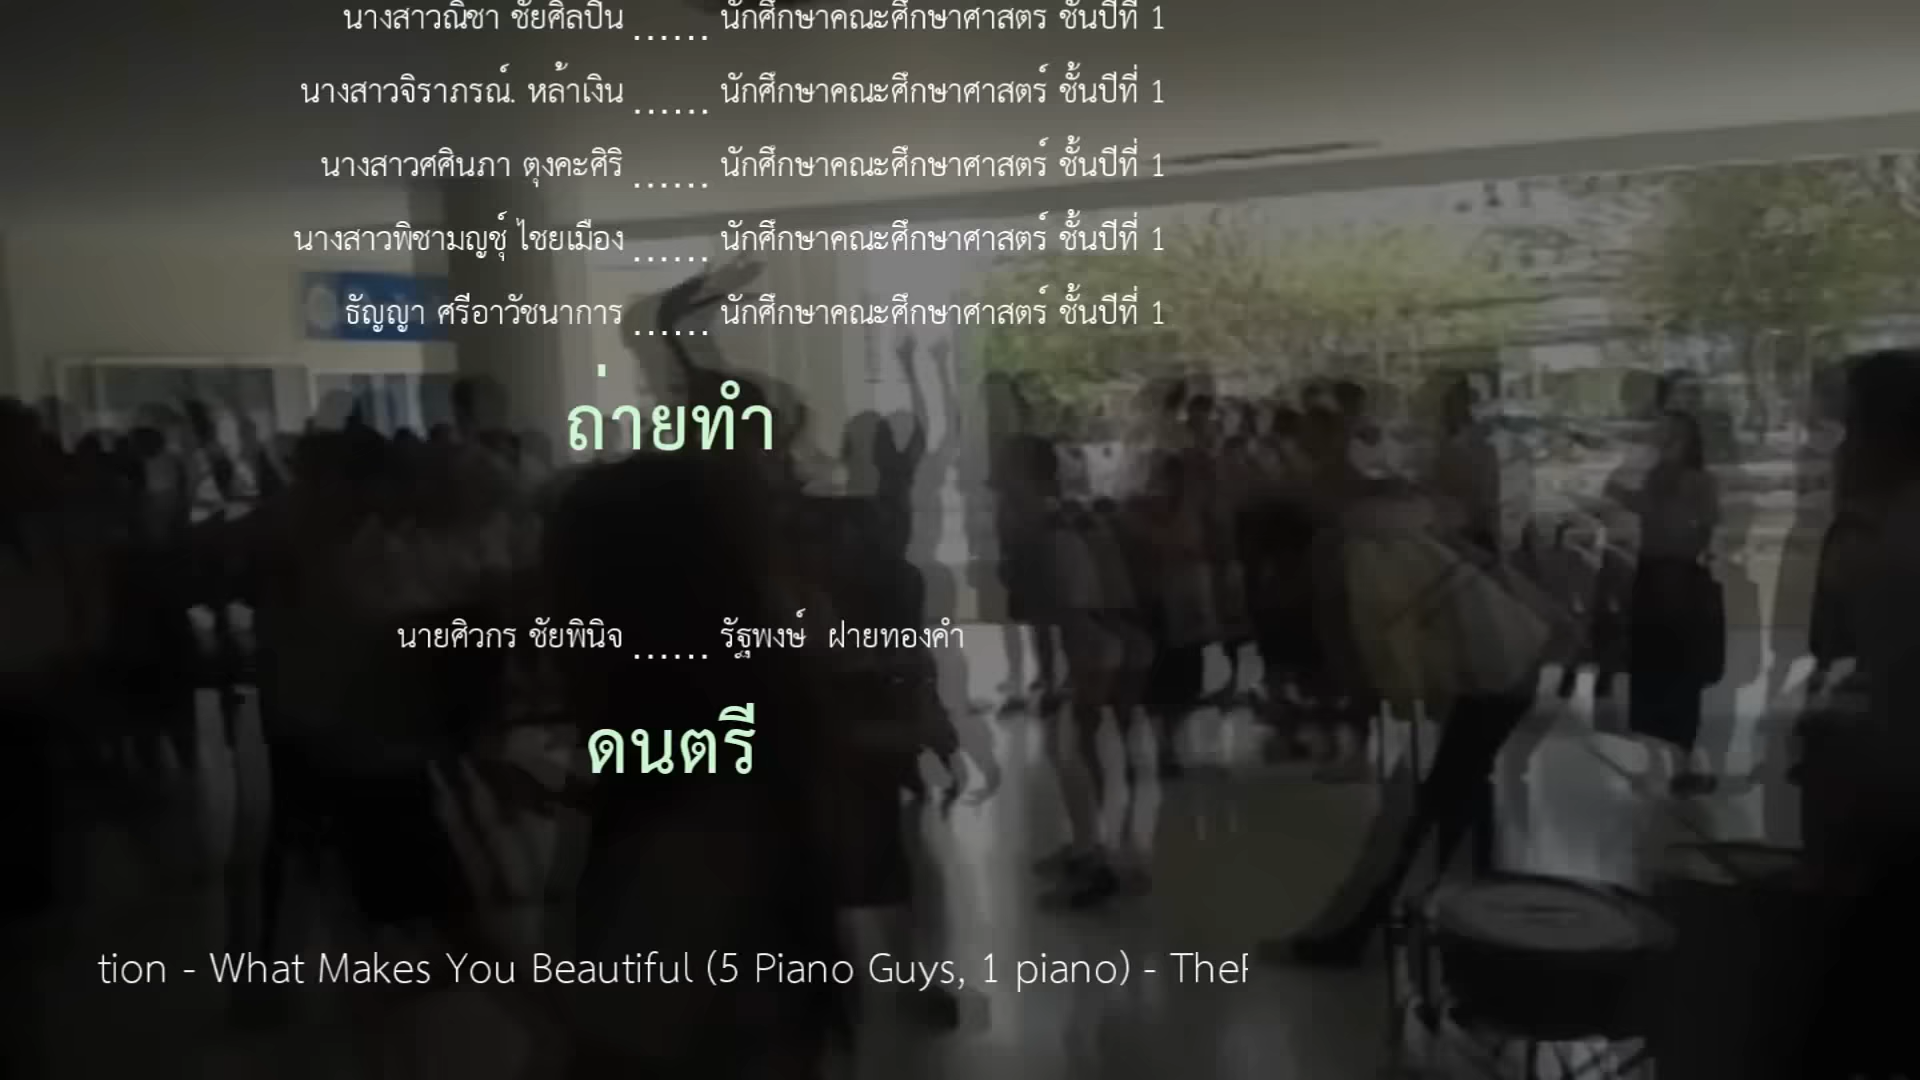 นางสาวณิชา ชัยศิลปิน ...... นักศึกษาคณะศึกษาศาสตร์ ชั้นปีที่ 1
นางสาวจิราภรณ์. หล้าเงิน ...... นักศึกษาคณะศึกษาศาสตร์ ชั้นปีที่ 1
นางสาวศศินภา ตุงคะศิริ ...... นักศึกษาคณะศึกษาศาสตร์ ชั้นปีที่ 1
นางสาวพิชามญชุ์ ไชยเมือง ...... นักศึกษาคณะศึกษาศาสตร์ ชั้นปีที่ 1
ธัญญา ศรีอาวัชนาการ ...... นักศึกษาคณะศึกษาศาสตร์ ชั้นปีที่ 1
ถ่ายทำ
นายศิวกร ชัยพินิจ ...... รัฐพงษ์ ฝายทองคำ
ดนตรี
tion - What Makes You Beautiful (5 Piano Guys, 1 piano) - The